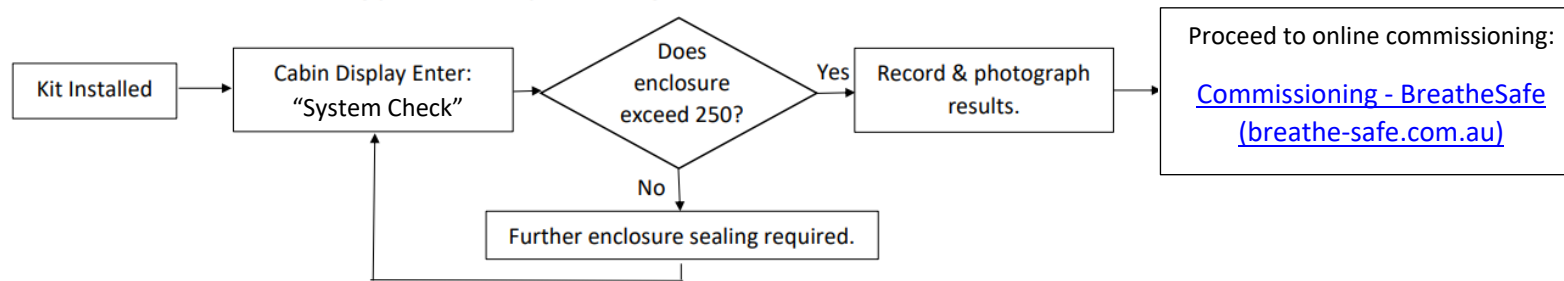 Kit Installed
Cabin Display Enter:
“System Check”
Does
enclosure
exceed 250?
Yes
Record & photograph
results.
Proceed to online commissioning:
Commissioning - BreatheSafe
(breathe-safe.com.au)
No
Further enclosure sealing required.